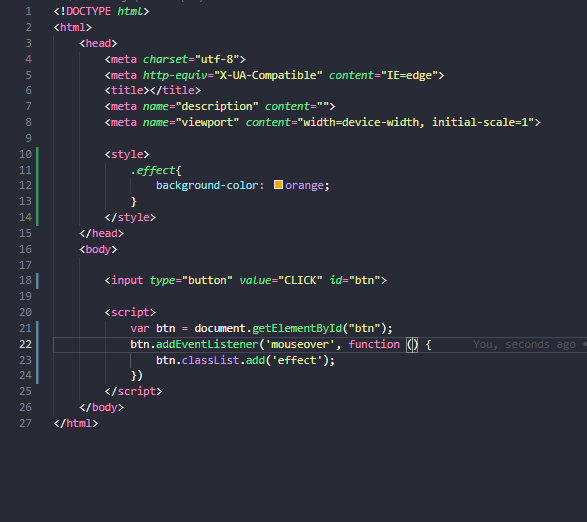 1 <!DOCTYPE html>
2 <html>
3 <head>
4 <meta charset="utf-8">
5 <meta http-equiv="X-UA-Compatible" content="IE=edge">
6 <title></title>
7 <meta name="description" content="">
8 <meta name="viewport" content="width=device-width, initial-scale=1">
9
10 <style>
11 .effect{
12 background-color: orange;
13 }
14 </style>
15 </head>
16 <body>
17
18 <input type="button" value="CLICK" id="btn">
19
20 <script>
21 var btn = document.getElementById("btn");
22 btn.addEventListener('mouseover', function () { You, seconds ago •
23 btn.classList.add('effect');
24 })
25 </script>
26 </body>
27 </html>